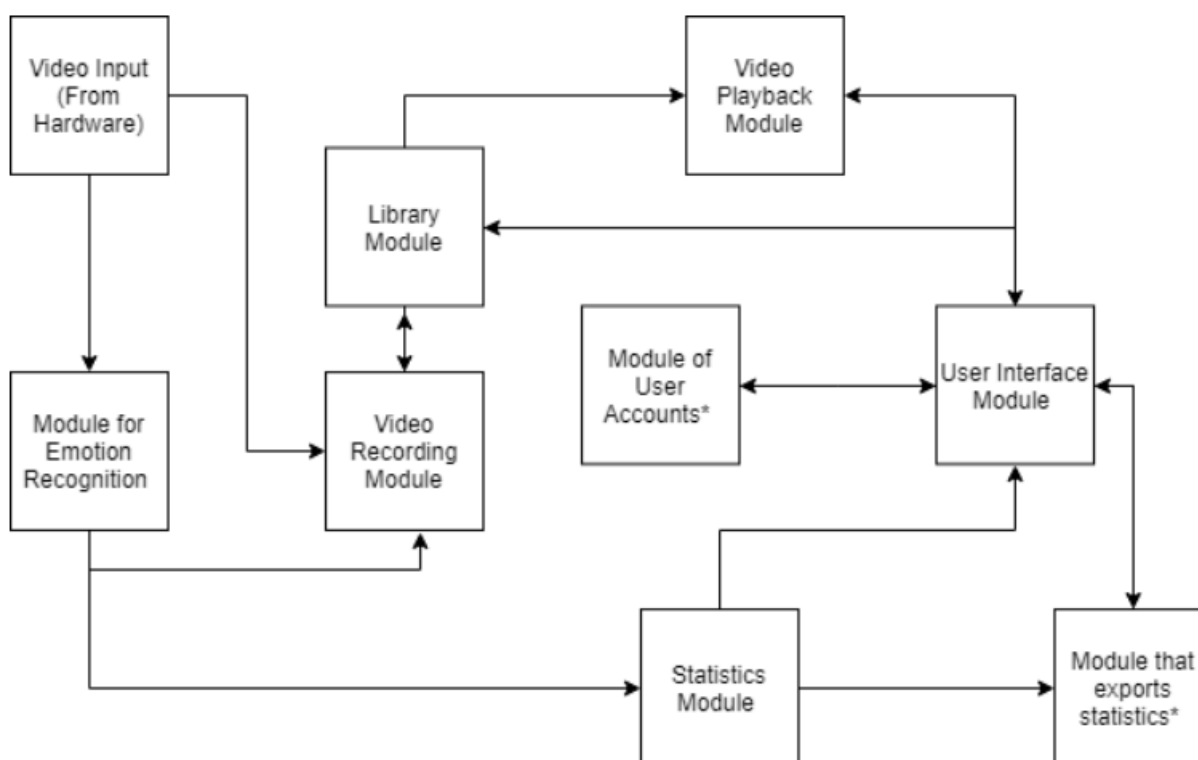 Video Input
(From
Hardware)
Video
Playback
Module
Library
Module
Module of
User
Accounts*
User Interface
Module
Module for
Emotion
Recognition
Video
Recording
Module
Statistics
Module
Module that
exports
statistics*